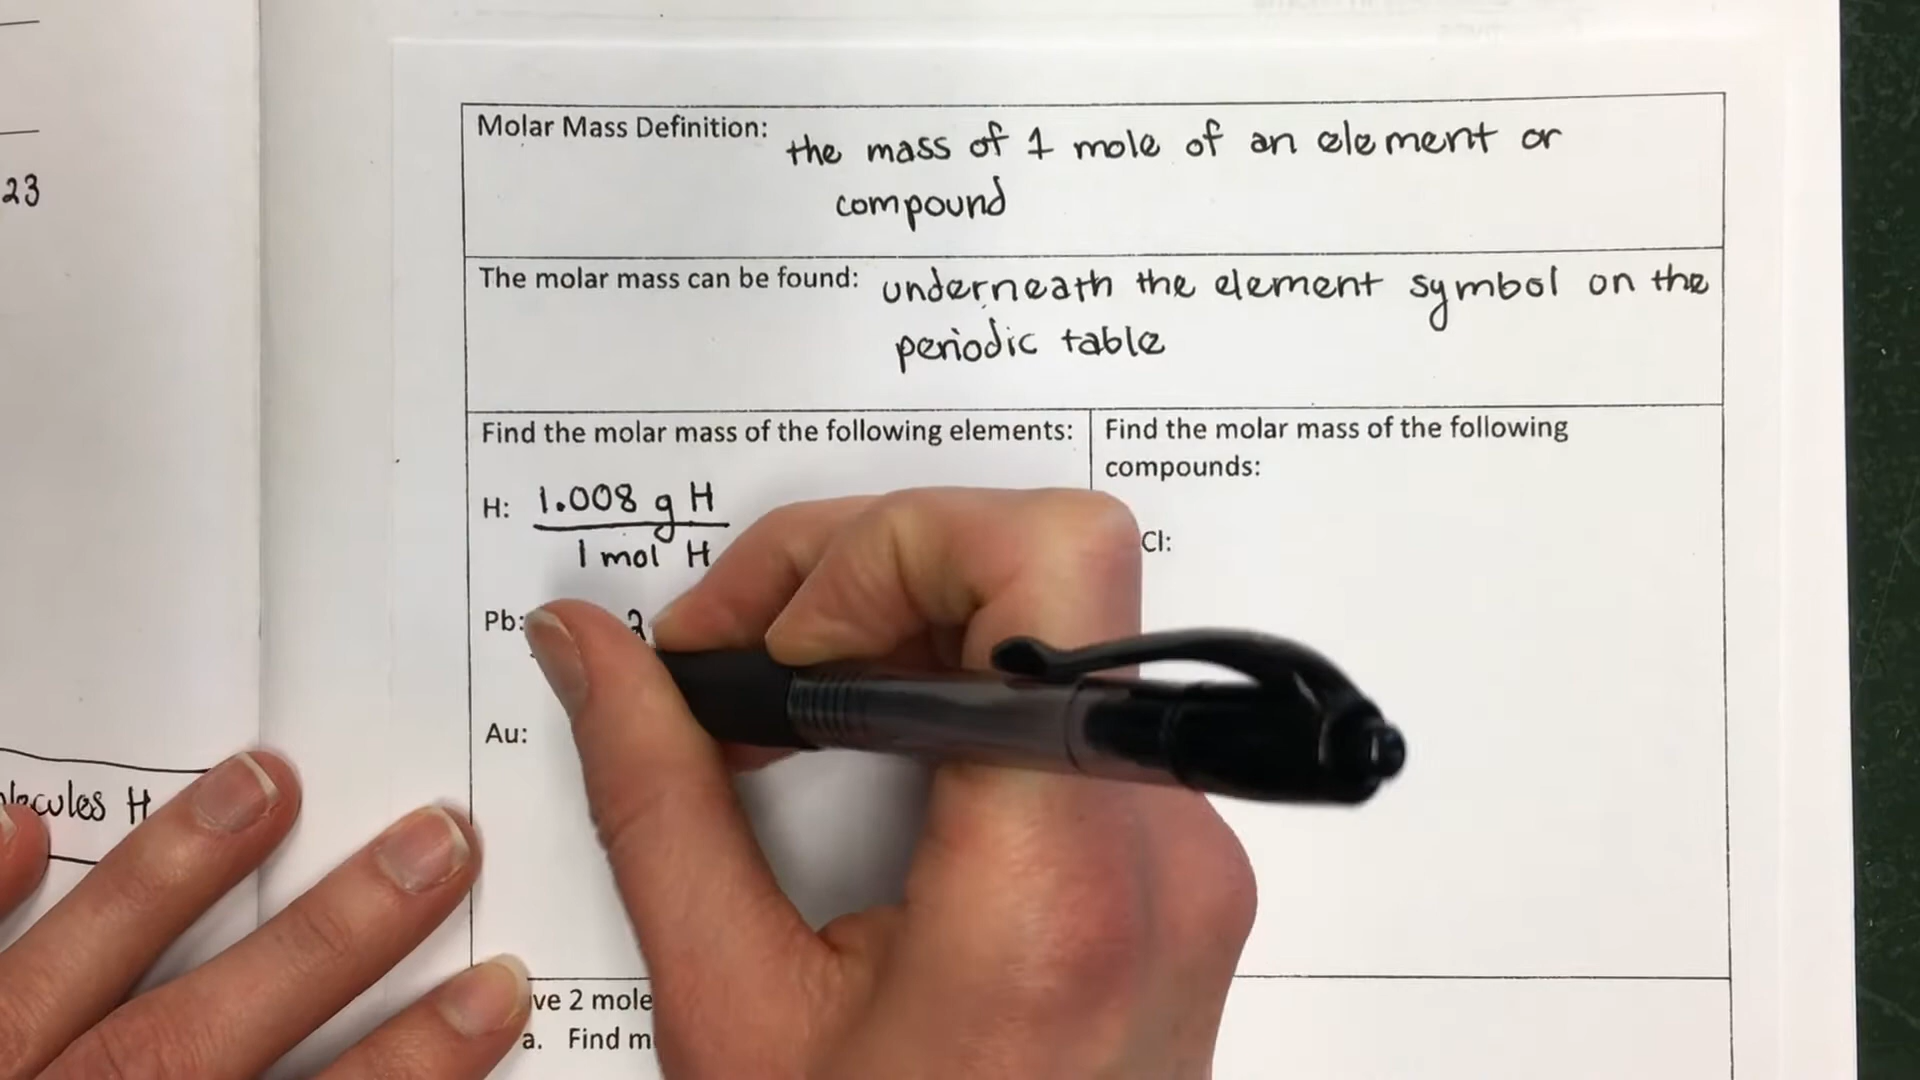 23
Molar Mass Definition: the mass of 1 mole of an element or
compound
The molar mass can be found: underneath the element symbol on the
periodic table
Find the molar mass of the following elements:
H: 1.008 g H
1 mol H
Pb:
Au:
Find the molar mass of the following
compounds:
Cl:
H
2 mole
a. Find